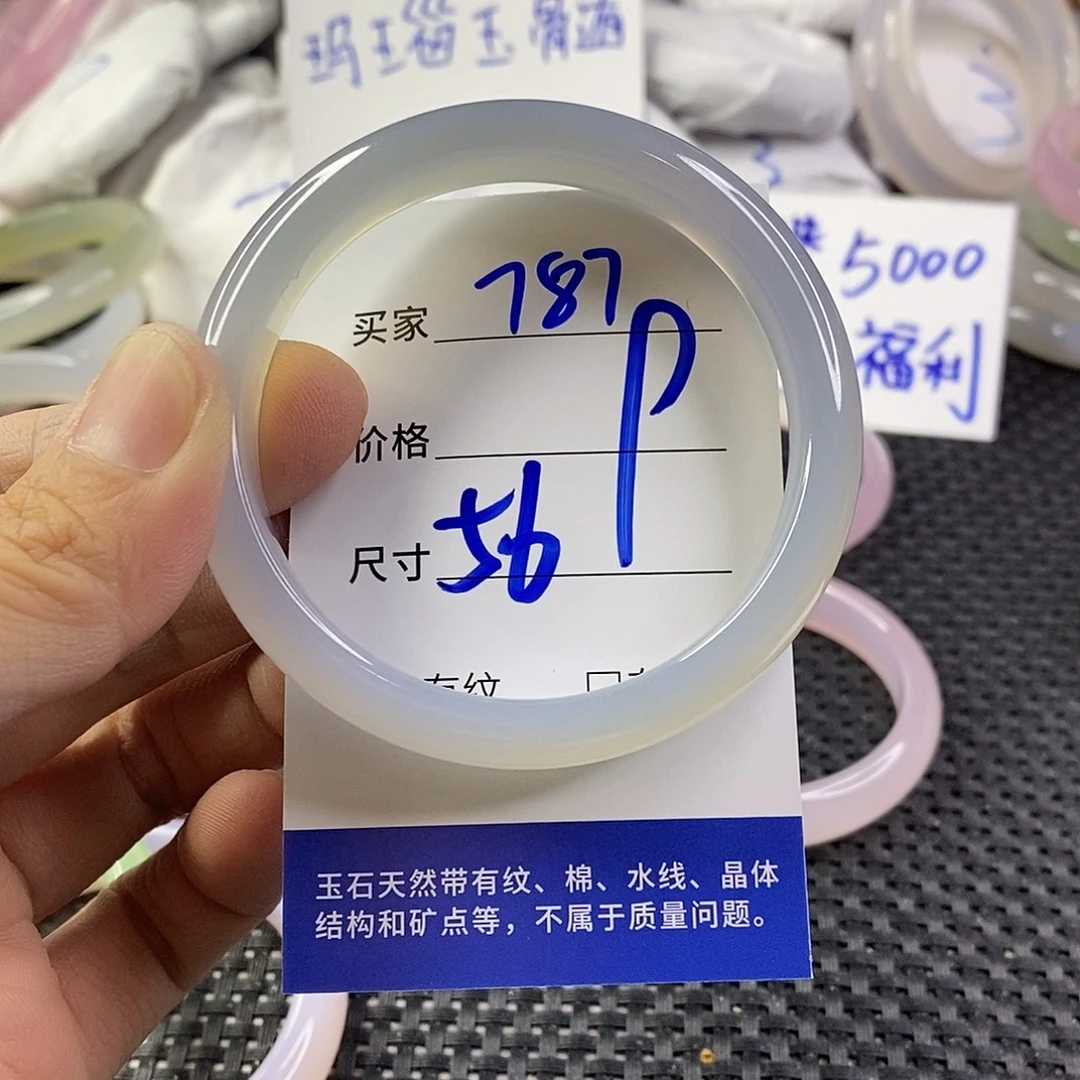 玛瑙玉骨髓
5000
福利
买家 787
P
价格
尺寸 56
有纹
玉石天然带有纹、棉、水线、晶体
结构和矿点等，不属于质量问题。